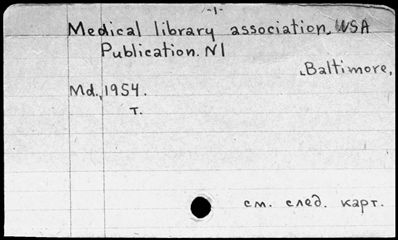 -1-
Medical library association, USA
Publication. N1
Baltimore,
Md., 1954.
т.
см. след. карт.